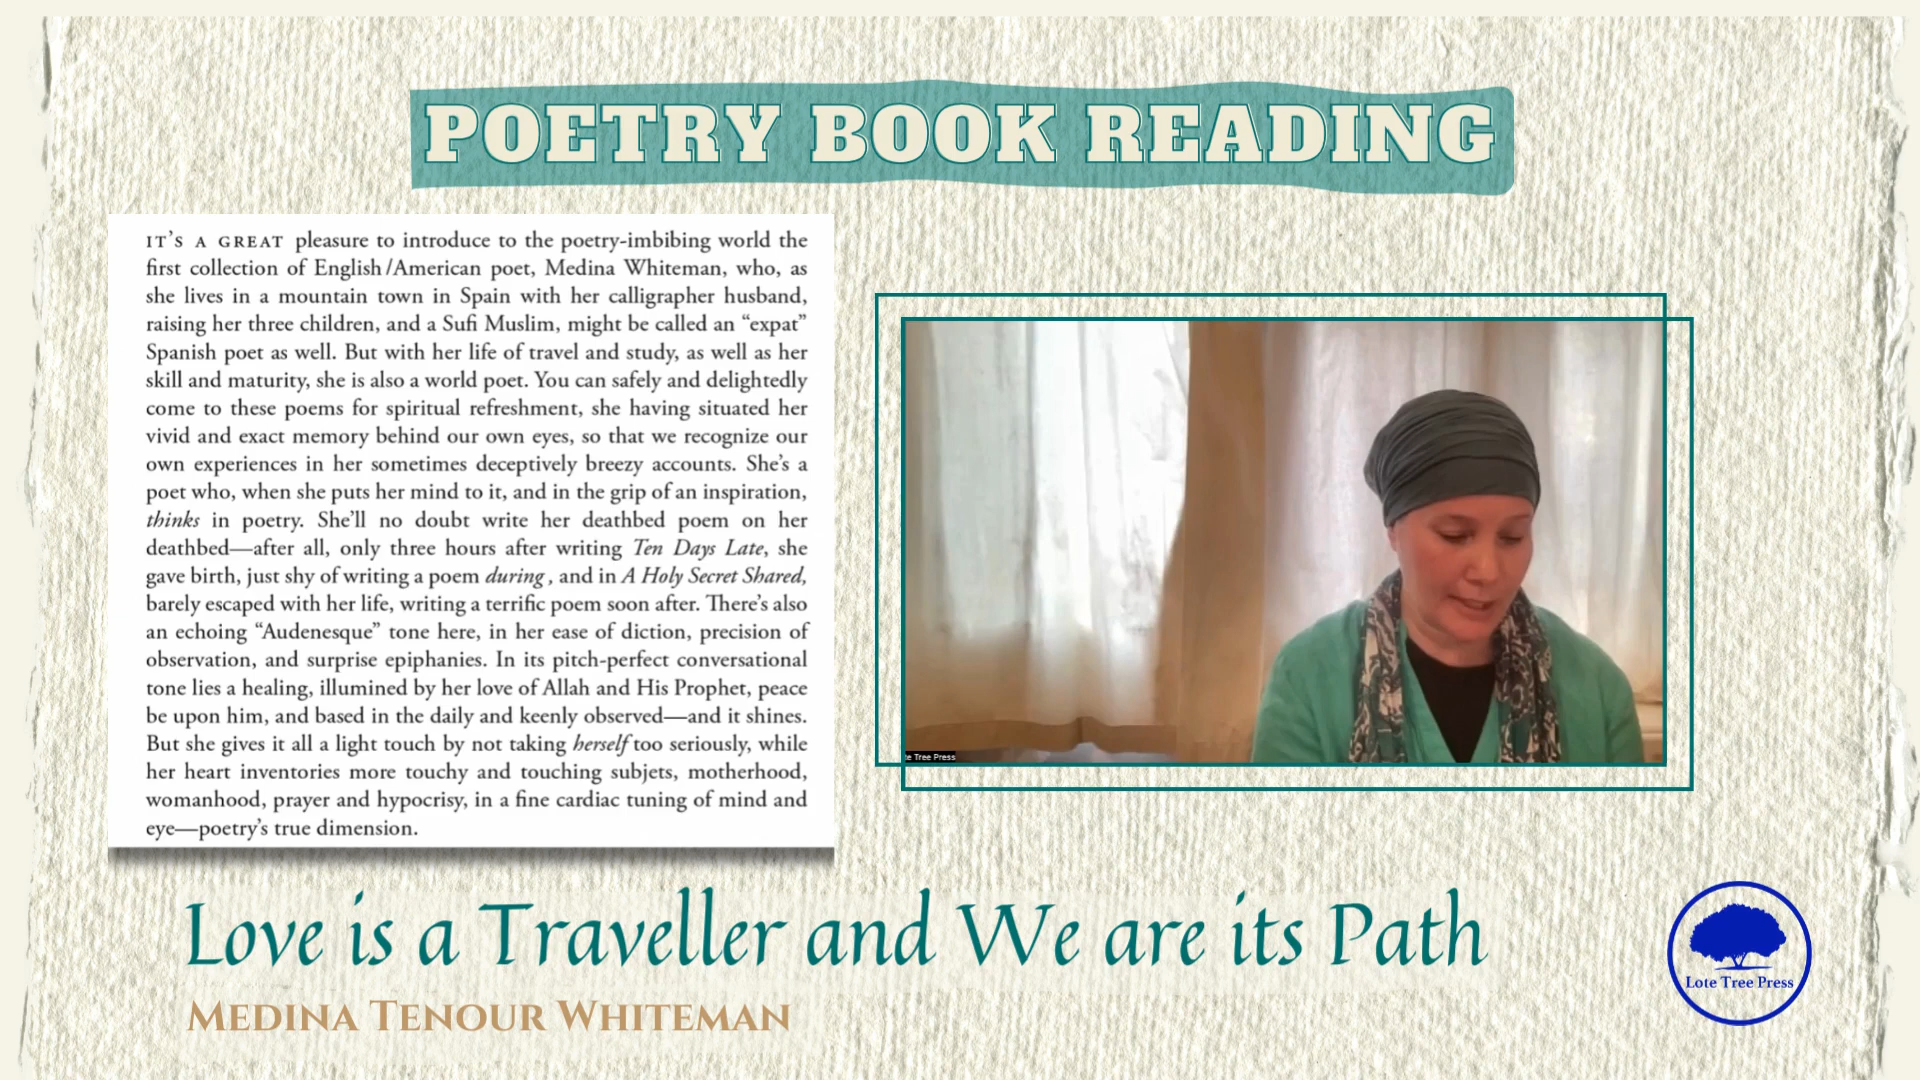 POETRY BOOK READING
IT'S A GREAT pleasure to introduce to the poetry-imbibing world the
first collection of English/American poet, Medina Whiteman, who, as
she lives in a mountain town in Spain with her calligrapher husband,
raising her three children, and a Sufi Muslim, might be called an “expat”
Spanish poet as well. But with her life of travel and study, as well as her
skill and maturity, she is also a world poet. You can safely and delightedly
come to these poems for spiritual refreshment, she having situated her
vivid and exact memory behind our own eyes, so that we recognize our
own experiences in her sometimes deceptively breezy accounts. She’s a
poet who, when she puts her mind to it, and in the grip of an inspiration,
thinks in poetry. She’ll no doubt write her deathbed poem on her
deathbed—after all, only three hours after writing Ten Days Late, she
gave birth, just shy of writing a poem during, and in A Holy Secret Shared,
barely escaped with her life, writing a terrific poem soon after. There’s also
an echoing “Audenesque” tone here, in her ease of diction, precision of
observation, and surprise epiphanies. In its pitch-perfect conversational
tone lies a healing, illumined by her love of Allah and His Prophet, peace
be upon him, and based in the daily and keenly observed—and it shines.
But she gives it all a light touch by not taking herself too seriously, while
her heart inventories more touchy and touching subjets, motherhood,
womanhood, prayer and hypocrisy, in a fine cardiac tuning of mind and
eye—poetry’s true dimension.
te Tree Press
Love is a Traveller and We are its Path
MEDINA TENOUR WHITEMAN
Lote Tree Press